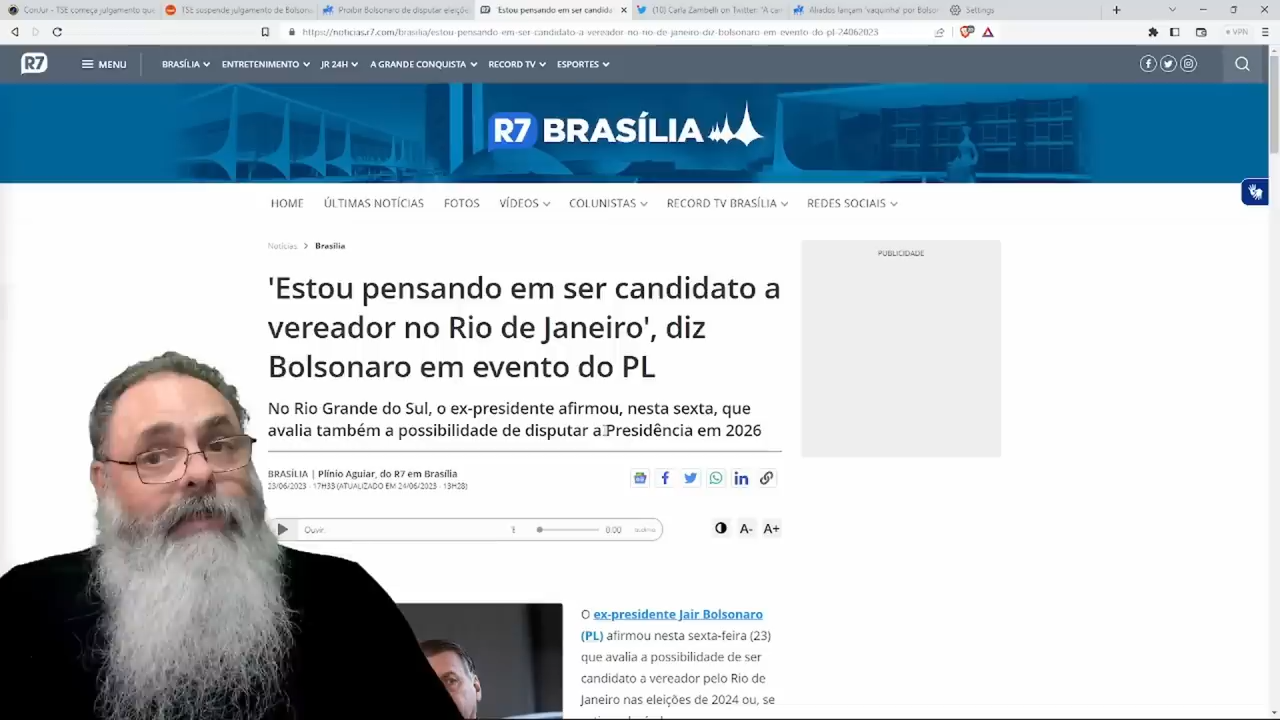 ConJur - TSE começa julgamento que
TSE suspende julgamento de Bolson
Proibir Bolsonaro de disputar eleiçõe
'Estou pensando em ser candida
(10) Carla Zambelli on Twitter: "A can
Aliados lançam 'vaquinha' por Bolson
Settings
https://noticias.r7.com/brasilia/estou-pensando-em-ser-candidato-a-vereador-no-rio-de-janeiro-diz-bolsonaro-em-evento-do-pl-24062023
VPN
R7
MENU
BRASÍLIA
ENTRETENIMENTO
JR 24H
A GRANDE CONQUISTA
RECORD TV
ESPORTES
R7 BRASÍLIA
HOME
ÚLTIMAS NOTÍCIAS
FOTOS
VÍDEOS
COLUNISTAS
RECORD TV BRASÍLIA
REDES SOCIAIS
Notícias > Brasília
PUBLICIDADE
'Estou pensando em ser candidato a
vereador no Rio de Janeiro', diz
Bolsonaro em evento do PL
No Rio Grande do Sul, o ex-presidente afirmou, nesta sexta, que
avalia também a possibilidade de disputar a Presidência em 2026
BRASÍLIA | Plínio Aguiar, do R7 em Brasília
23/06/2023 - 17H33 (ATUALIZADO EM 24/06/2023 - 13H28)
Ouvir
0:00
A-
A+
O ex-presidente Jair Bolsonaro
(PL) afirmou nesta sexta-feira (23)
que avalia a possibilidade de ser
candidato a vereador pelo Rio de
Janeiro nas eleições de 2024 ou, se